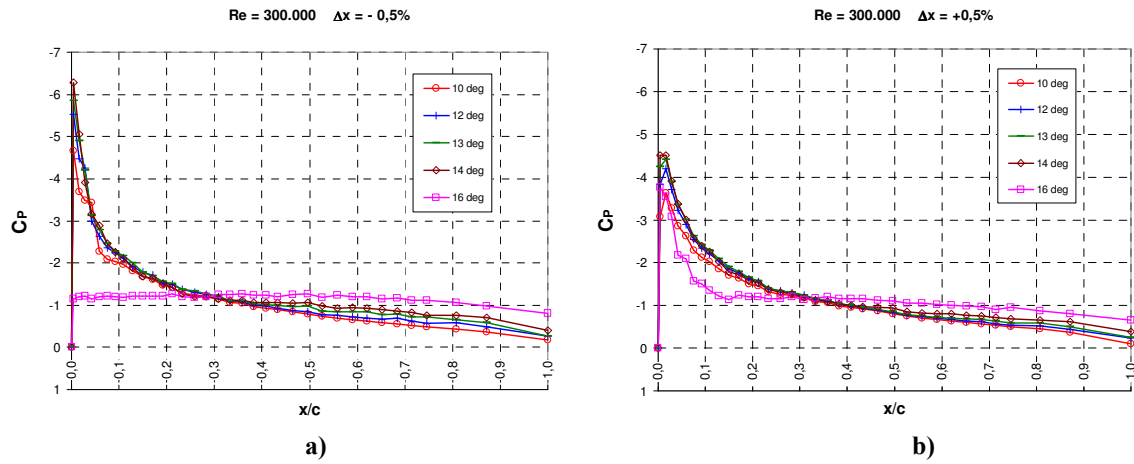 Re = 300.000 Δx = - 0,5%
-7
-6
-5
-4
-3
-2
-1
0
1
CP
0,0
0,1
0,2
0,3
0,4
0,5
0,6
0,7
0,8
0,9
1,0
x/c
10 deg
12 deg
13 deg
14 deg
16 deg
a)
Re = 300.000 Δx = +0,5%
-7
-6
-5
-4
-3
-2
-1
0
1
CP
0,0
0,1
0,2
0,3
0,4
0,5
0,6
0,7
0,8
0,9
1,0
x/c
10 deg
12 deg
13 deg
14 deg
16 deg
b)